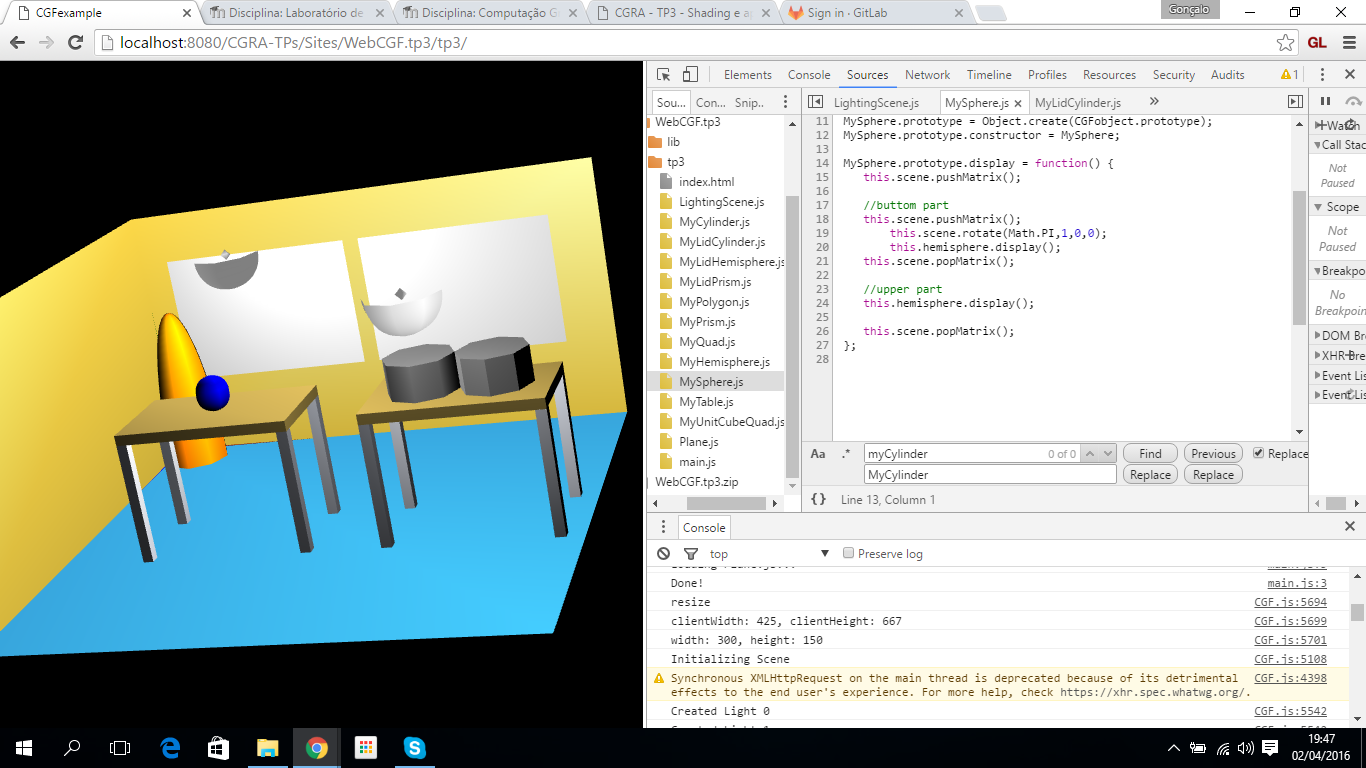 CGFexample
Disciplina: Laboratório de
Disciplina: Computação G
CGRA - TP3 - Shading e a
Sign in · GitLab
Gonçalo
localhost:8080/CGRA-TPs/Sites/WebCGF.tp3/tp3/
GL
Elements Console Sources Network Timeline Profiles Resources Security Audits 1
Sou... Con... Snip..
LightingScene.js MySphere.js MyLidCylinder.js
WebCGF.tp3
lib
tp3
index.html
LightingScene.js
MyCylinder.js
MyLidCylinder.js
MyLidHemisphere.js
MyLidPrism.js
MyPolygon.js
MyPrism.js
MyQuad.js
MyHemisphere.js
MySphere.js
MyTable.js
MyUnitCubeQuad.js
Plane.js
main.js
WebCGF.tp3.zip
11 MySphere.prototype = Object.create(CGFobject.prototype);
12 MySphere.prototype.constructor = MySphere;
13
14 MySphere.prototype.display = function() {
15 this.scene.pushMatrix();
16
17 //buttom part
18 this.scene.pushMatrix();
19 this.scene.rotate(Math.PI,1,0,0);
20 this.hemisphere.display();
21 this.scene.popMatrix();
22
23 //upper part
24 this.hemisphere.display();
25
26 this.scene.popMatrix();
27 };
28
Aa .* myCylinder 0 of 0 Find Previous Replace
MyCylinder Replace Replace
{} Line 13, Column 1
Watch
Call Stac
Not
Paused
Scope
Not
Paused
Breakpo
No
Breakpoin
DOM Bre
XHR Bre
Event List
Event List
Console
top Preserve log
Loading Plane.js... main.js:3
Done! main.js:3
resize CGF.js:5694
clientWidth: 425, clientHeight: 667 CGF.js:5699
width: 300, height: 150 CGF.js:5701
Initializing Scene CGF.js:5108
Synchronous XMLHttpRequest on the main thread is deprecated because of its detrimental CGF.js:4398
effects to the end user's experience. For more help, check https://xhr.spec.whatwg.org/.
Created Light 0 CGF.js:5542
19:47
02/04/2016